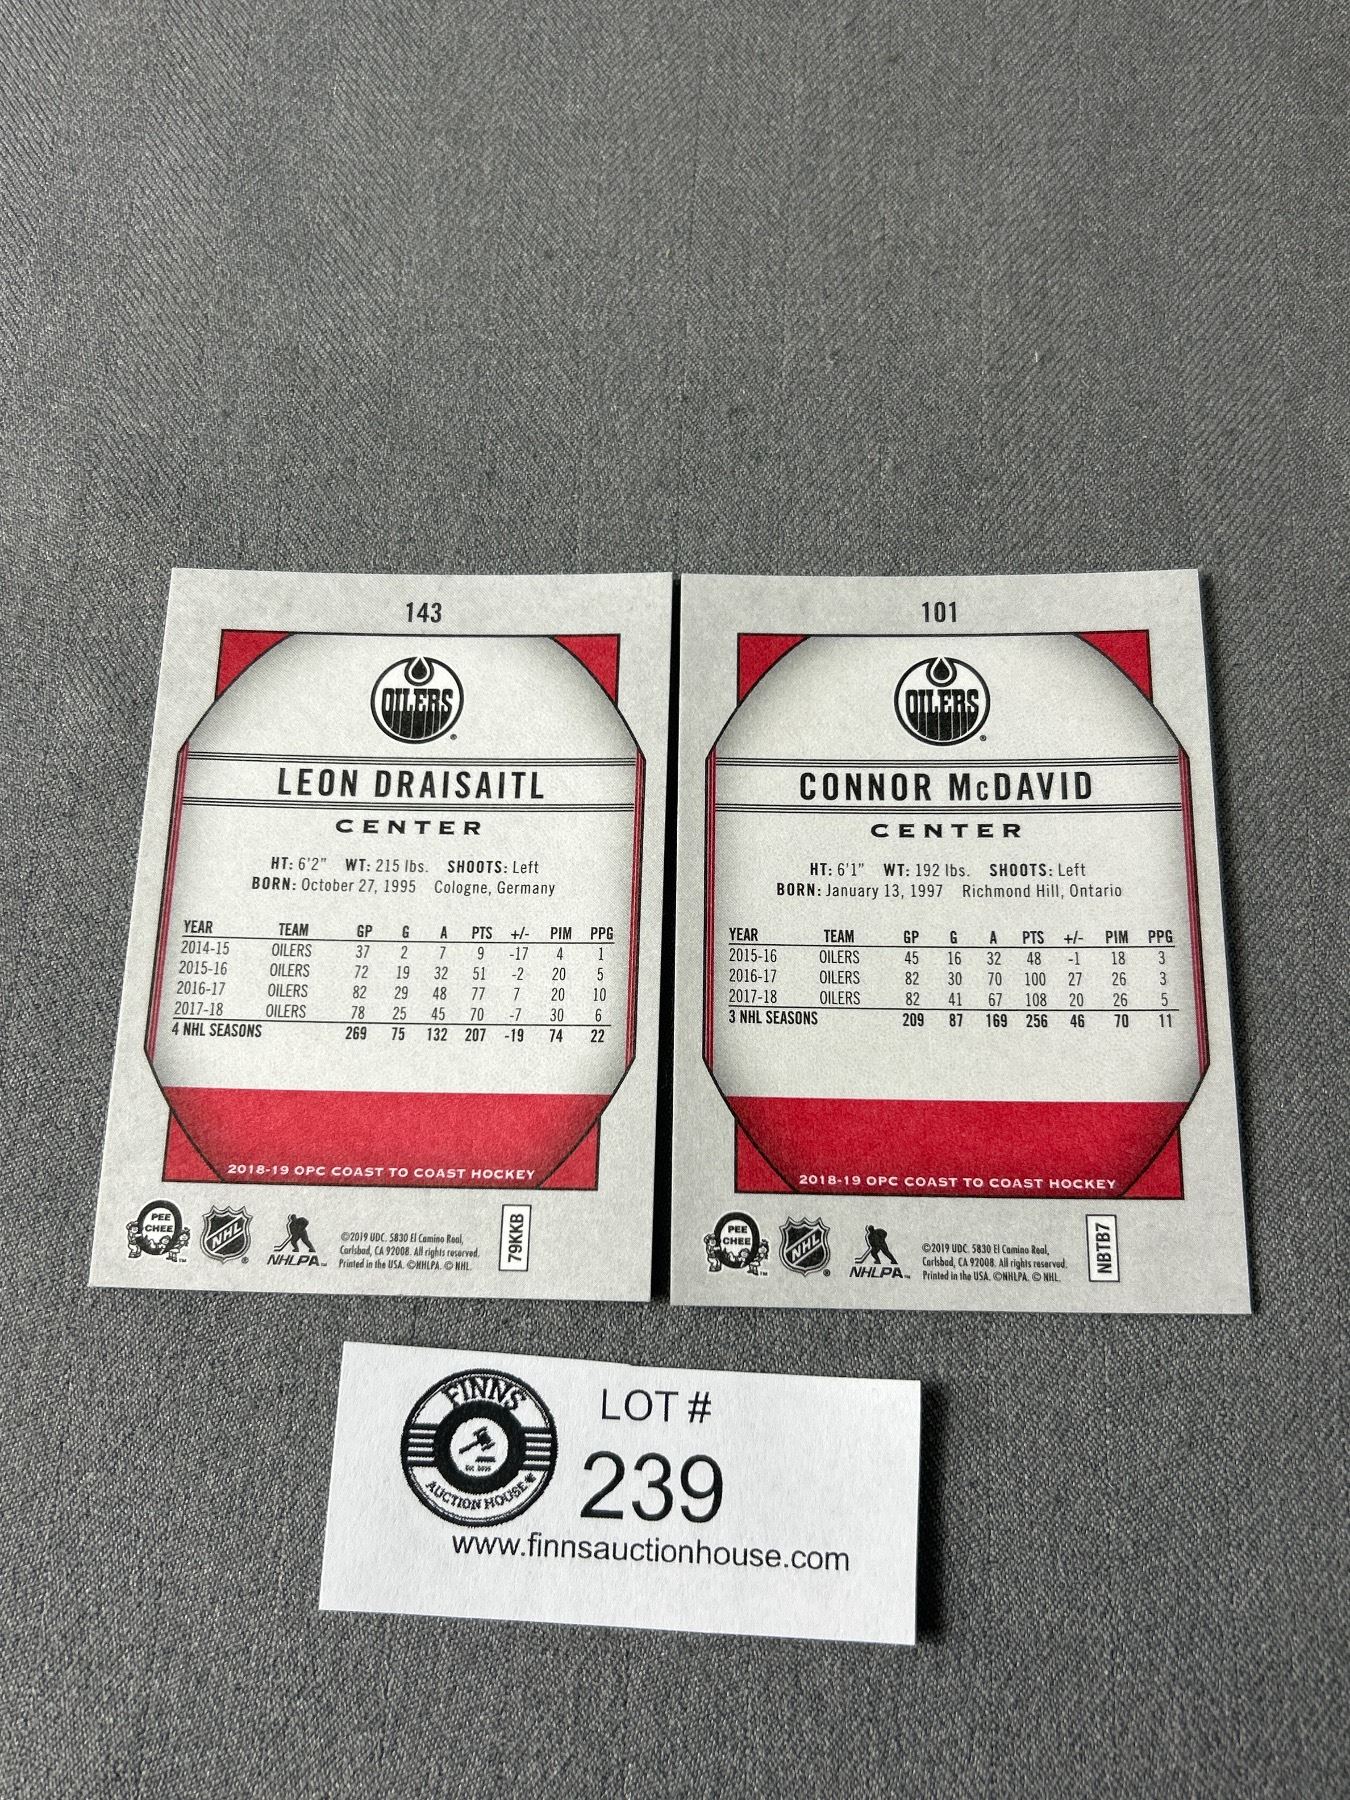 143
OILERS
LEON DRAISAITL
CENTER
HT: 6'2" WT: 215 lbs. SHOOTS: Left
BORN: October 27, 1995 Cologne, Germany
YEAR TEAM GP G A PTS +/- PIM PPG
2014-15 OILERS 37 2 7 9 -17 4 1
2015-16 OILERS 72 19 32 51 -2 20 5
2016-17 OILERS 82 29 48 77 7 20 10
2017-18 OILERS 78 25 45 70 -7 30 6
4 NHL SEASONS 269 75 132 207 -19 74 22
2018-19 OPC COAST TO COAST HOCKEY
PEE
CHEE
NHL
NHLPA™
©2019 UDC. 5830 El Camino Real,
Carlsbad, CA 92008. All rights reserved.
Printed in the USA. ©NHLPA. © NHL.
79KKB
101
OILERS
CONNOR McDAVID
CENTER
HT: 6'1" WT: 192 lbs. SHOOTS: Left
BORN: January 13, 1997 Richmond Hill, Ontario
YEAR TEAM GP G A PTS +/- PIM PPG
2015-16 OILERS 45 16 32 48 -1 18 3
2016-17 OILERS 82 30 70 100 27 26 3
2017-18 OILERS 82 41 67 108 20 26 5
3 NHL SEASONS 209 87 169 256 46 70 11
2018-19 OPC COAST TO COAST HOCKEY
PEE
CHEE
NHL
NHLPA™
©2019 UDC. 5830 El Camino Real,
Carlsbad, CA 92008. All rights reserved.
Printed in the USA. ©NHLPA. © NHL.
NBTB7
FINNS
AUCTION HOUSE
LOT #
239
www.finnsauctionhouse.com